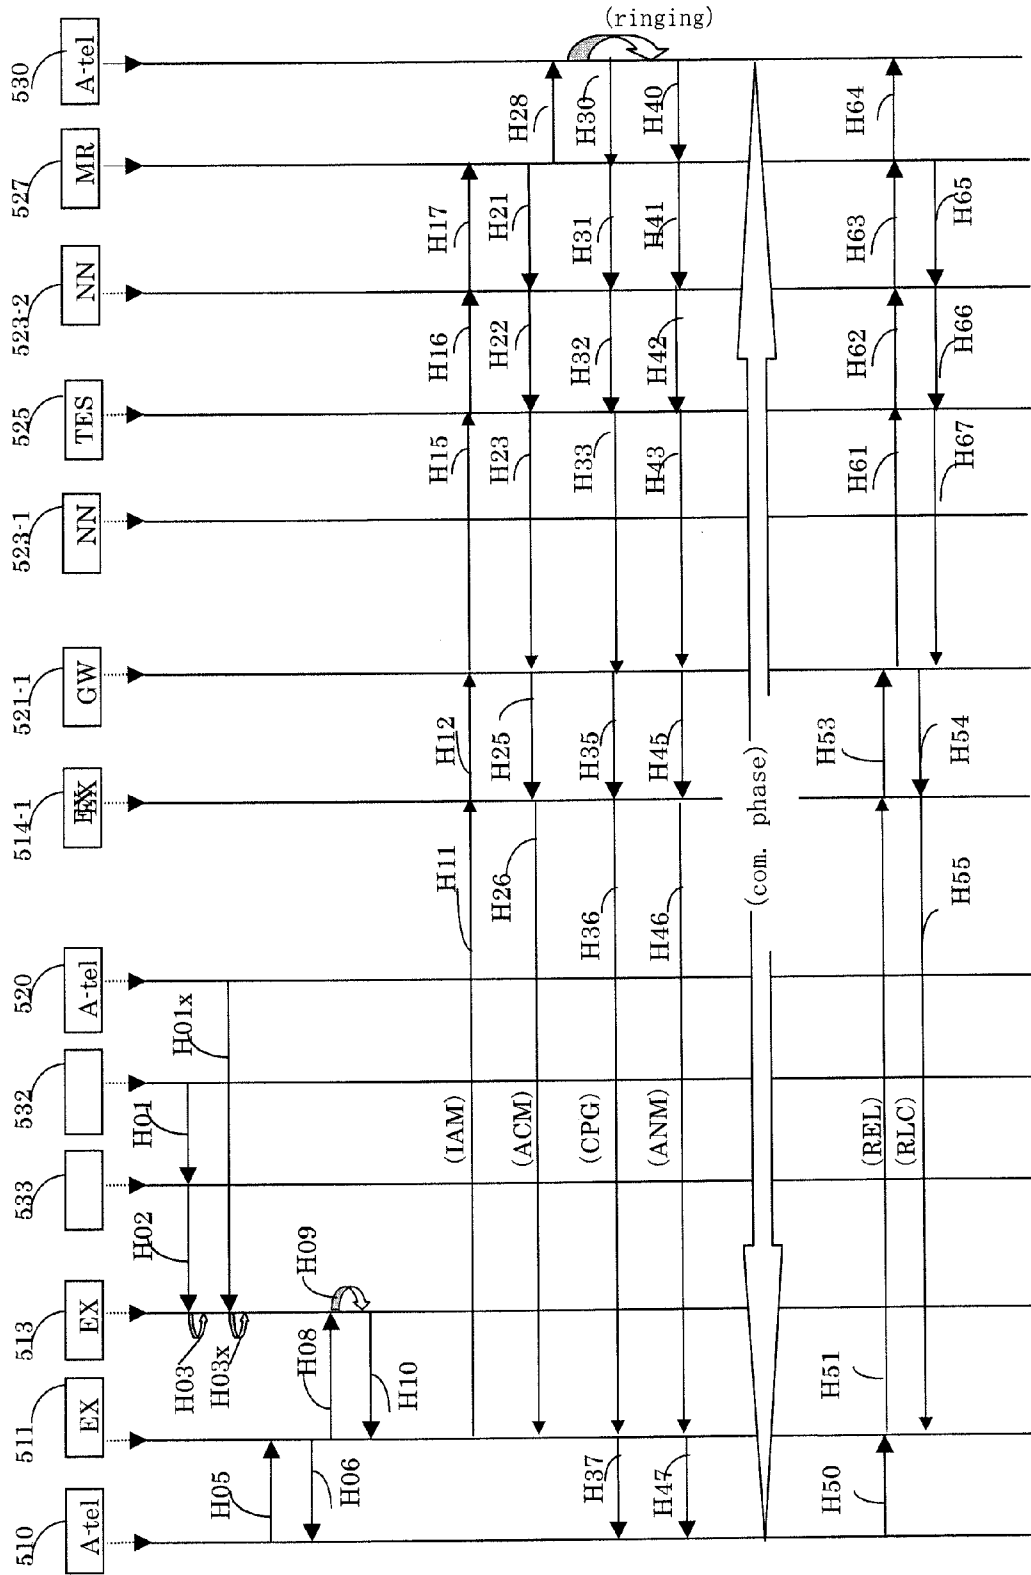 510
511
513
533
532
520
514-1
521-1
523-1
525
523-2
527
530
A-tel
EX
EX
A-tel
EX
GW
NN
TES
NN
MR
A-tel
H02
H01
H03
H01x
H03x
H05
H08
H09
H06
H10
(IAM)
H11
H12
H15
H16
H17
(ACM)
H26
H25
H23
H22
H21
H28
(ringing)
H37
(CPG)
H36
H35
H33
H32
H31
H30
H47
(ANM)
H46
H45
H43
H42
H41
H40
(com. phase)
H50
H51
(REL)
H53
H61
H62
H63
H64
(RLC)
H55
H54
H67
H66
H65